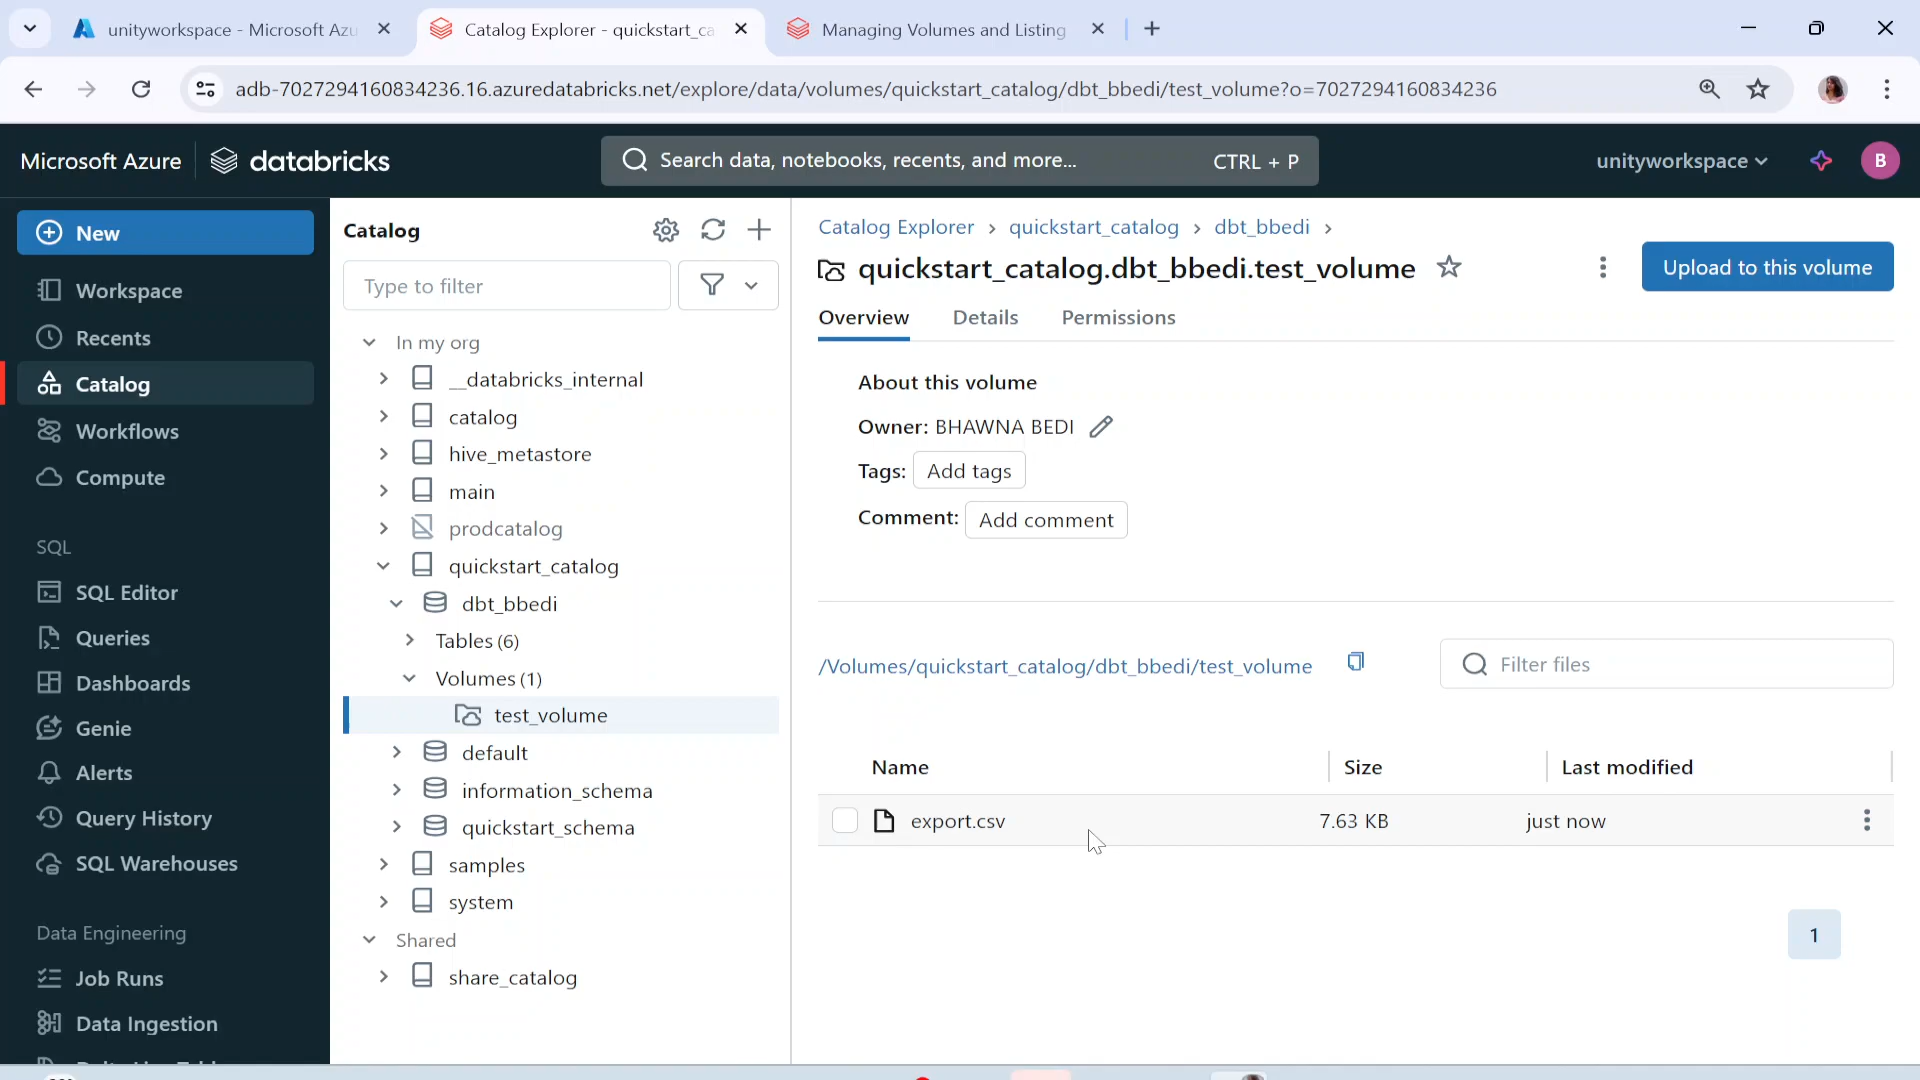 unityworkspace - Microsoft Azu
Catalog Explorer - quickstart_ca
Managing Volumes and Listing
adb-7027294160834236.16.azuredatabricks.net/explore/data/volumes/quickstart_catalog/dbt_bbedi/test_volume?o=7027294160834236
Microsoft Azure
databricks
Search data, notebooks, recents, and more...
CTRL + P
unityworkspace
B
New
Workspace
Recents
Catalog
Workflows
Compute
SQL
SQL Editor
Queries
Dashboards
Genie
Alerts
Query History
SQL Warehouses
Data Engineering
Job Runs
Data Ingestion
Catalog
Type to filter
In my org
__databricks_internal
catalog
hive_metastore
main
prodcatalog
quickstart_catalog
dbt_bbedi
Tables (6)
Volumes (1)
test_volume
default
information_schema
quickstart_schema
samples
system
Shared
share_catalog
Catalog Explorer > quickstart_catalog > dbt_bbedi >
quickstart_catalog.dbt_bbedi.test_volume
Upload to this volume
Overview
Details
Permissions
About this volume
Owner: BHAWNA BEDI
Tags: Add tags
Comment: Add comment
/Volumes/quickstart_catalog/dbt_bbedi/test_volume
Filter files
Name
Size
Last modified
export.csv
7.63 KB
just now
1